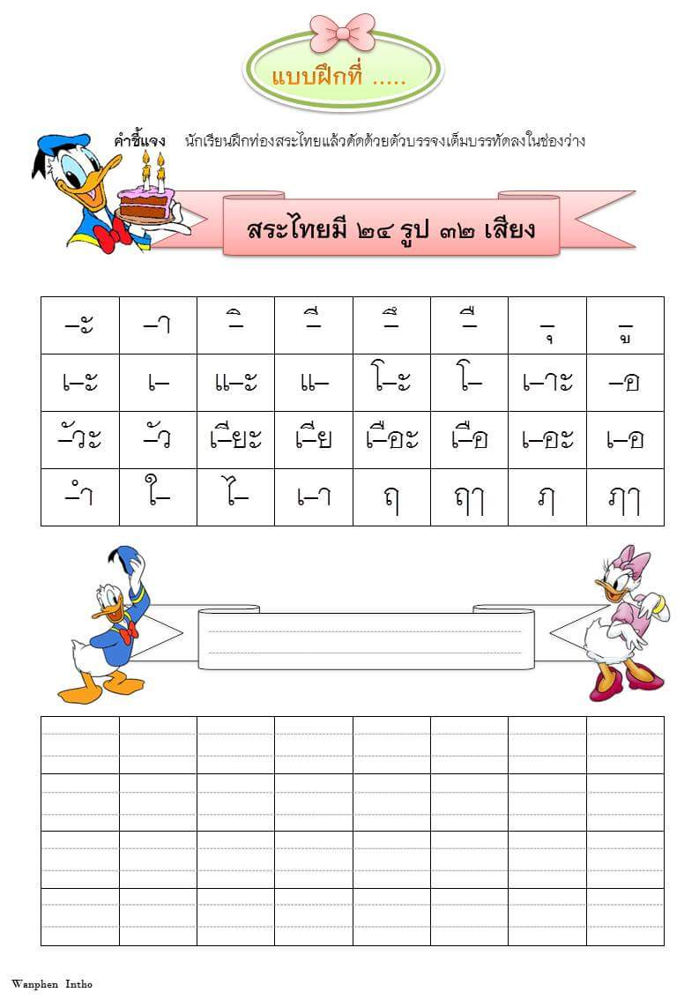 แบบฝึกที่ .....
คำชี้แจง นักเรียนฝึกท่องสระไทยแล้วคัดด้วยตัวบรรจงเต็มบรรทัดลงในช่องว่าง
สระไทยมี ๒๔ รูป ๓๒ เสียง
–ะ –า –ิ –ี –ึ –ื –ุ –ู
เ–ะ เ– แ–ะ แ– โ–ะ โ– เ–าะ –อ
–ัวะ –ัว เ–ียะ เ–ีย เ–ือะ เ–ือ เ–อะ เ–อ
–ำ ใ– ไ– เ–า ฤ ฤๅ ฦ ฦๅ
Wanphen Intho